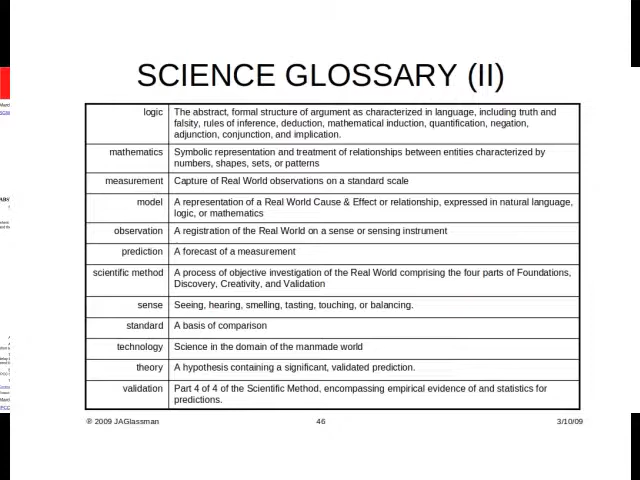 SCIENCE GLOSSARY (II)
logic The abstract, formal structure of argument as characterized in language, including truth and
falsity, rules of inference, deduction, mathematical induction, quantification, negation,
adjunction, conjunction, and implication.
mathematics Symbolic representation and treatment of relationships between entities characterized by
numbers, shapes, sets, or patterns
measurement Capture of Real World observations on a standard scale
model A representation of a Real World Cause & Effect or relationship, expressed in natural language,
logic, or mathematics
observation A registration of the Real World on a sense or sensing instrument
prediction A forecast of a measurement
scientific method A process of objective investigation of the Real World comprising the four parts of Foundations,
Discovery, Creativity, and Validation
sense Seeing, hearing, smelling, tasting, touching, or balancing.
standard A basis of comparison
technology Science in the domain of the manmade world
theory A hypothesis containing a significant, validated prediction.
validation Part 4 of 4 of the Scientific Method, encompassing empirical evidence of and statistics for
predictions.
® 2009 JAGlassman 46 3/10/09